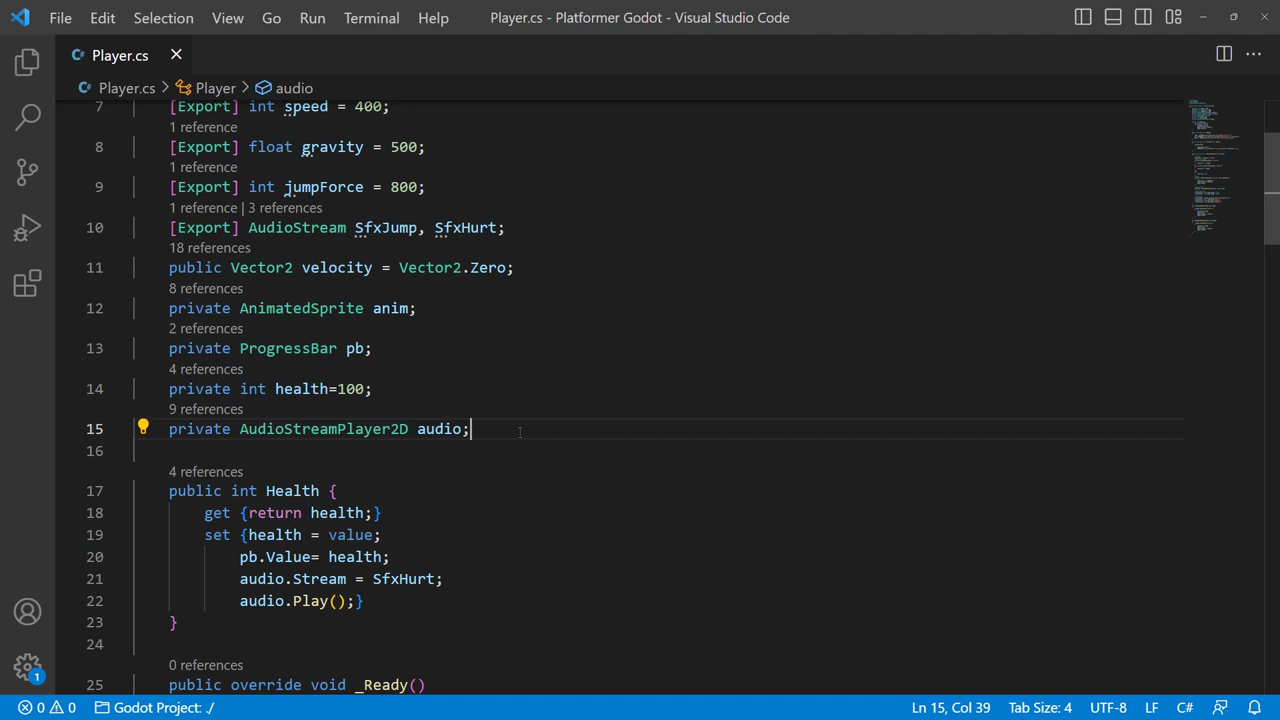 File Edit Selection View Go Run Terminal Help Player.cs - Platformer Godot - Visual Studio Code
Player.cs
Player.cs > Player > audio
7 [Export] int speed = 400;
1 reference
8 [Export] float gravity = 500;
1 reference
9 [Export] int jumpForce = 800;
1 reference | 3 references
10 [Export] AudioStream SfxJump, SfxHurt;
18 references
11 public Vector2 velocity = Vector2.Zero;
8 references
12 private AnimatedSprite anim;
2 references
13 private ProgressBar pb;
4 references
14 private int health=100;
9 references
15 private AudioStreamPlayer2D audio;
16
4 references
17 public int Health {
18 get {return health;}
19 set {health = value;
20 pb.Value= health;
21 audio.Stream = SfxHurt;
22 audio.Play();}
23 }
24
0 references
25 public override void _Ready()
1
0 0 Godot Project: ./ Ln 15, Col 39 Tab Size: 4 UTF-8 LF C#